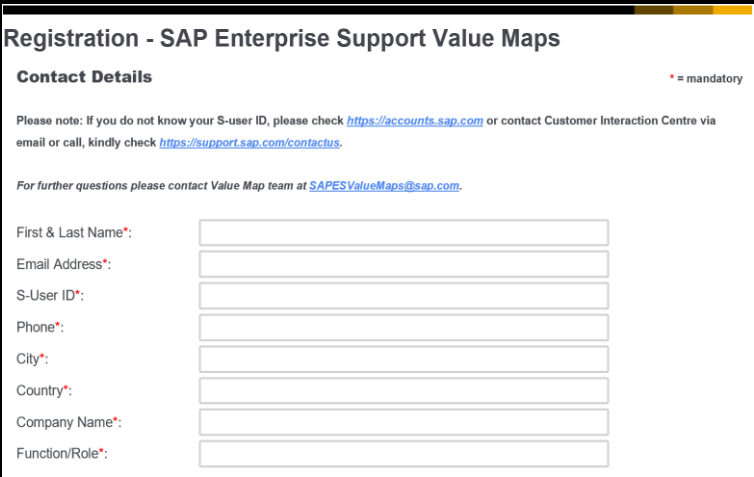 Registration - SAP Enterprise Support Value Maps
Contact Details
* = mandatory
Please note: If you do not know your S-user ID, please check https://accounts.sap.com or contact Customer Interaction Centre via
email or call, kindly check https://support.sap.com/contactus.
For further questions please contact Value Map team at SAPESValueMaps@sap.com.
First & Last Name*:
Email Address*:
S-User ID*:
Phone*:
City*:
Country*:
Company Name*:
Function/Role*: